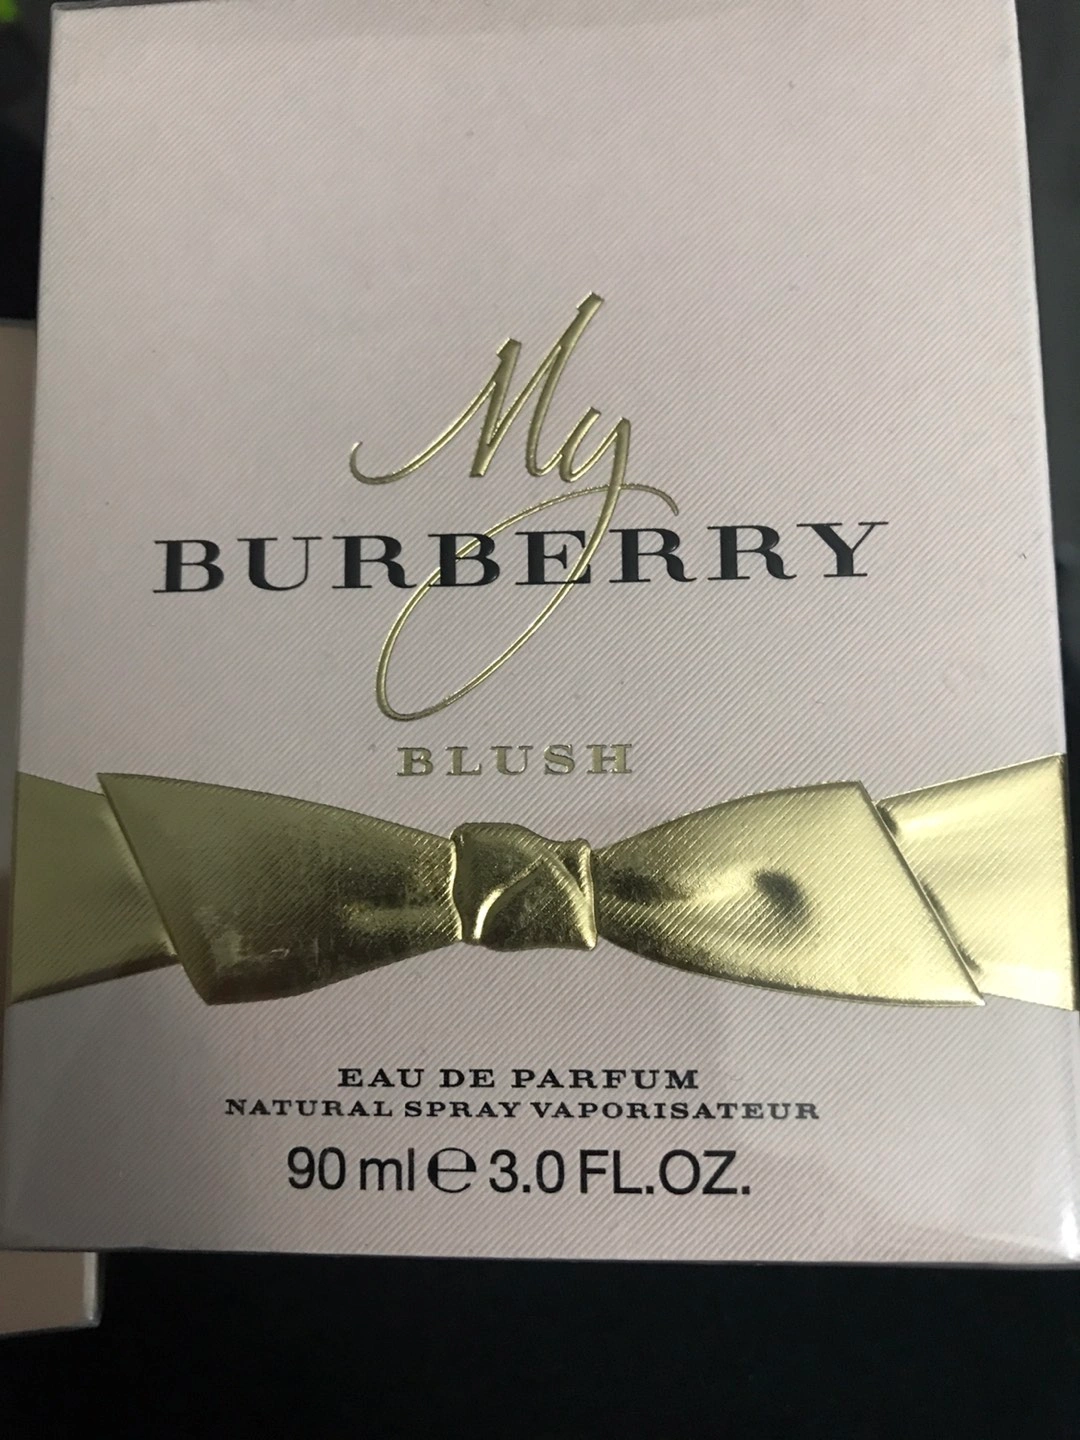 My
BURBERRY
BLUSH
EAU DE PARFUM
NATURAL SPRAY VAPORISATEUR
90 ml ℮ 3.0 FL.OZ.